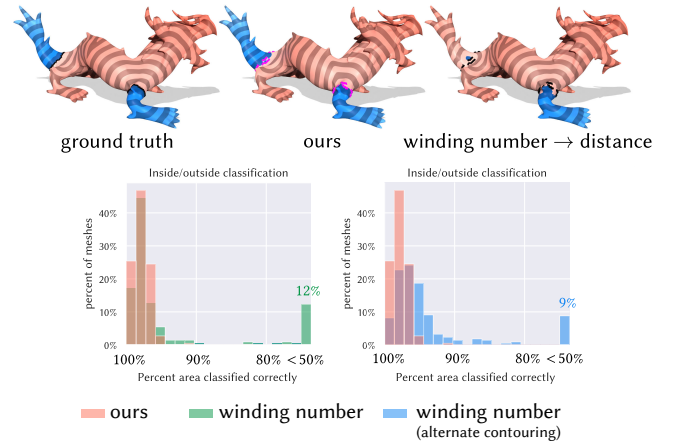 ground truth
ours
winding number → distance
Inside/outside classification
percent of meshes
40%
30%
20%
10%
0%
12%
100%
90%
80%
<50%
Percent area classified correctly
Inside/outside classification
percent of meshes
40%
30%
20%
10%
0%
9%
100%
90%
80%
<50%
Percent area classified correctly
ours
winding number
winding number
(alternate contouring)